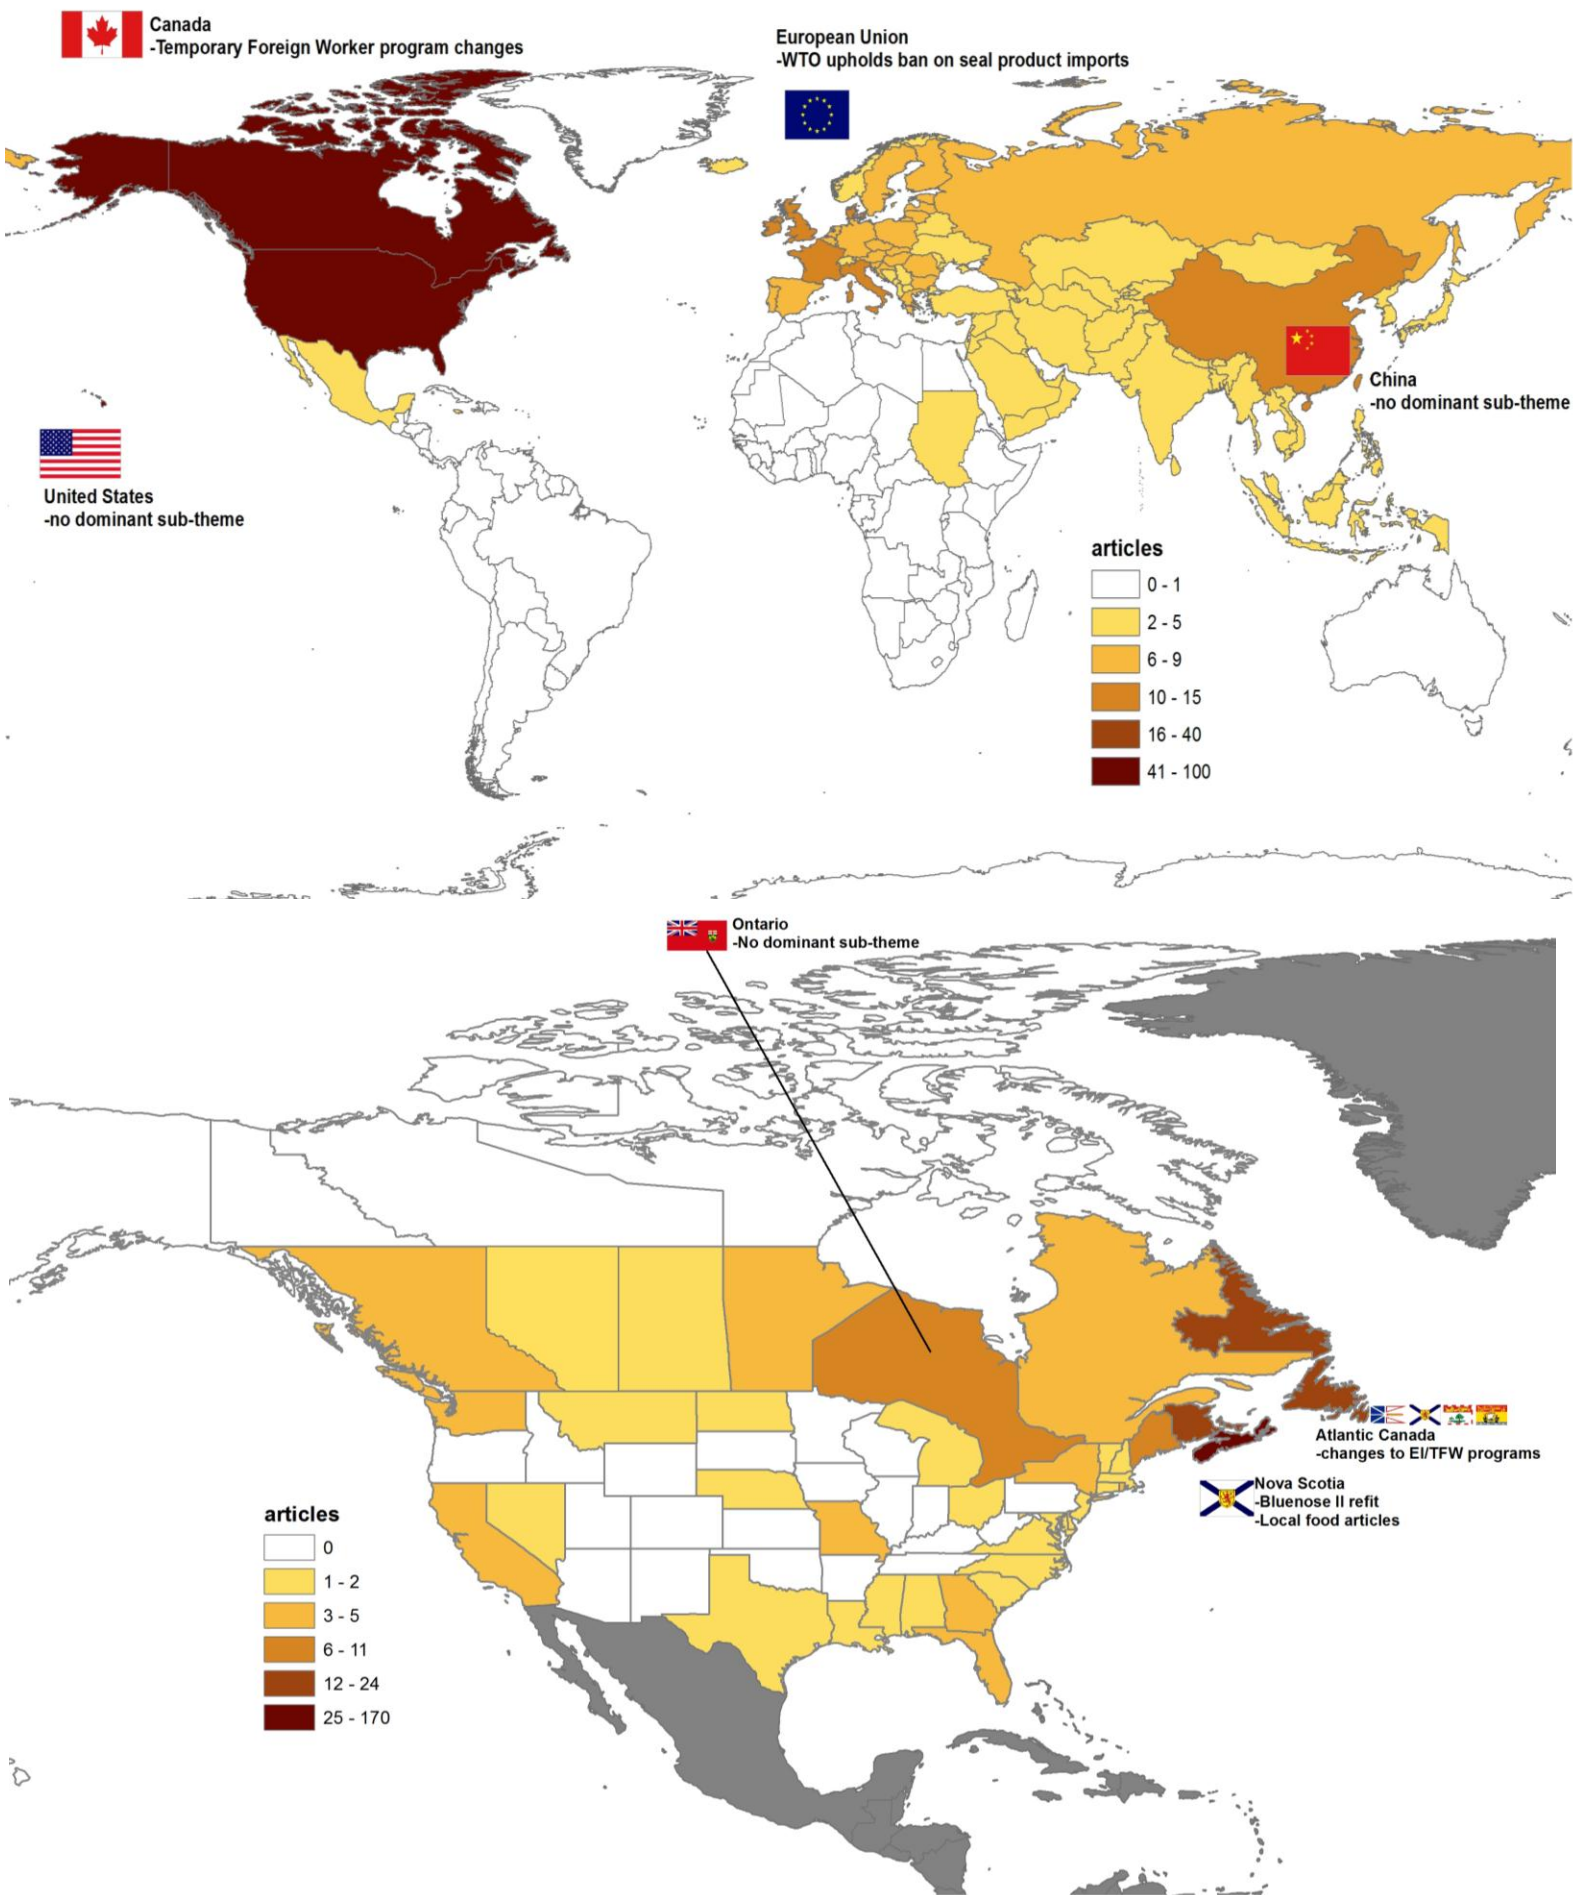 Canada
-Temporary Foreign Worker program changes
European Union
-WTO upholds ban on seal product imports
China
-no dominant sub-theme
United States
-no dominant sub-theme
articles
0 - 1
2 - 5
6 - 9
10 - 15
16 - 40
41 - 100
Ontario
-No dominant sub-theme
Atlantic Canada
-changes to EI/TFW programs
Nova Scotia
-Bluenose II refit
-Local food articles
articles
0
1 - 2
3 - 5
6 - 11
12 - 24
25 - 170